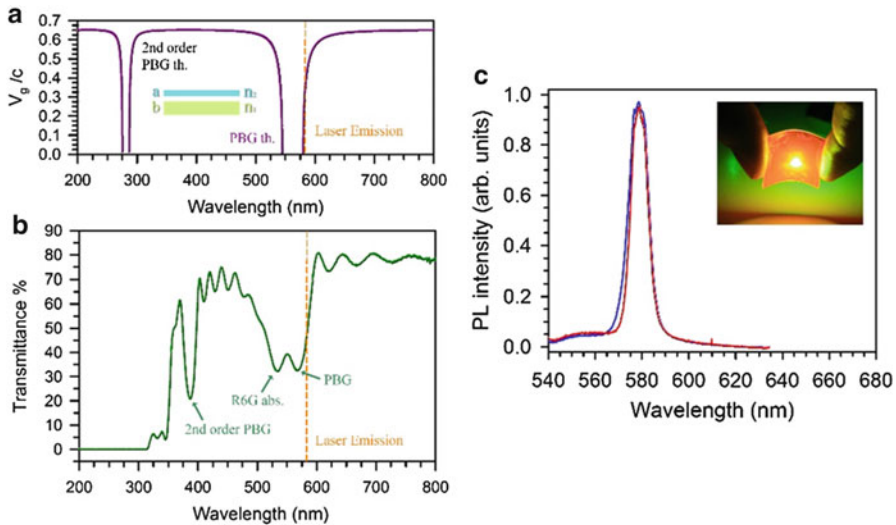 a
0.7
0.6
0.5
0.4
0.3
0.2
0.1
0.0
Vg /c
2nd order
PBG th.
a n₂
b n₁
PBG th.
Laser Emission
200 300 400 500 600 700 800
Wavelength (nm)
b
90
80
70
60
50
40
30
20
10
0
Transmittance %
R6G abs.
PBG
2nd order PBG
Laser Emission
200 300 400 500 600 700 800
Wavelength (nm)
c
1.0
0.8
0.6
0.4
0.2
0.0
PL intensity (arb. units)
540 560 580 600 620 640 660 680
Wavelength (nm)